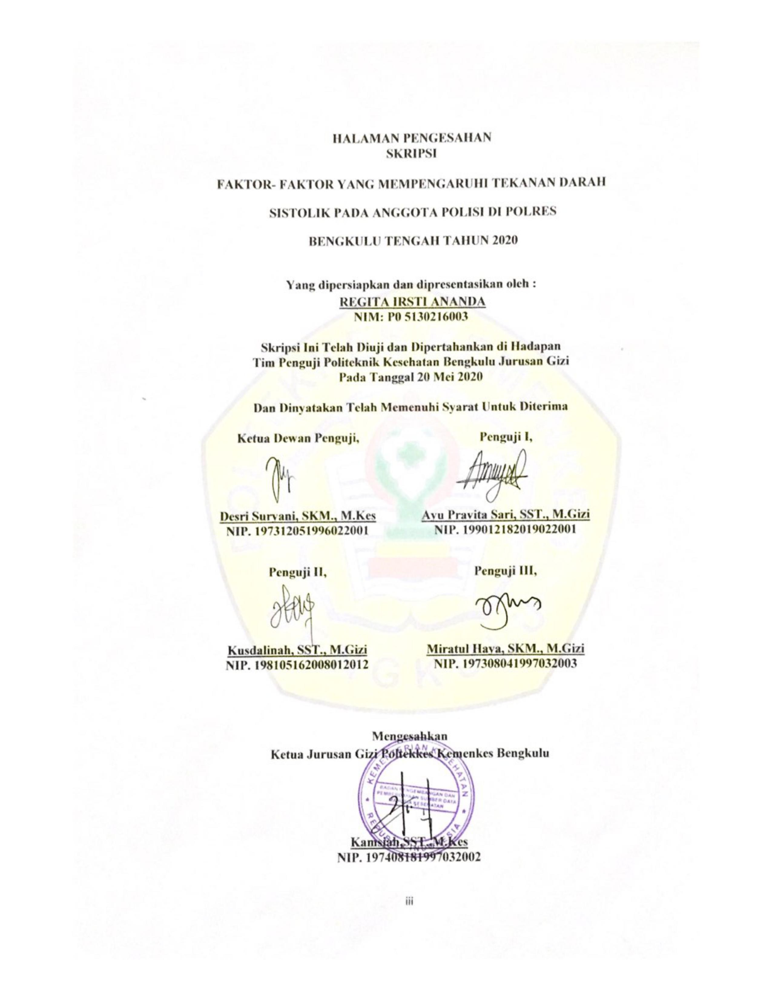 HALAMAN PENGESAHAN
SKRIPSI
FAKTOR- FAKTOR YANG MEMPENGARUHI TEKANAN DARAH
SISTOLIK PADA ANGGOTA POLISI DI POLRES
BENGKULU TENGAH TAHUN 2020
Yang dipersiapkan dan dipresentasikan oleh :
REGITA IRSTI ANANDA
NIM: P0 5130216003
Skripsi Ini Telah Diuji dan Dipertahankan di Hadapan
Tim Penguji Politeknik Kesehatan Bengkulu Jurusan Gizi
Pada Tanggal 20 Mei 2020
Dan Dinyatakan Telah Memenuhi Syarat Untuk Diterima
Ketua Dewan Penguji, Penguji I,
Desri Suryani, SKM., M.Kes Ayu Pravita Sari, SST., M.Gizi
NIP. 197312051996022001 NIP. 199012182019022001
Penguji II, Penguji III,
Kusdalinah, SST., M.Gizi Miratul Haya, SKM., M.Gizi
NIP. 198105162008012012 NIP. 197308041997032003
Mengesahkan
Ketua Jurusan Gizi Poltekkes Kemenkes Bengkulu
KEMENTERIAN KESEHATAN
BADAN PENGEMBANGAN DAN
PEMBERDAYAAN SUMBER DAYA
MANUSIA KESEHATAN
REPUBLIK INDONESIA
Kamsiah,SST.,M.Kes
NIP. 197408181997032002
iii